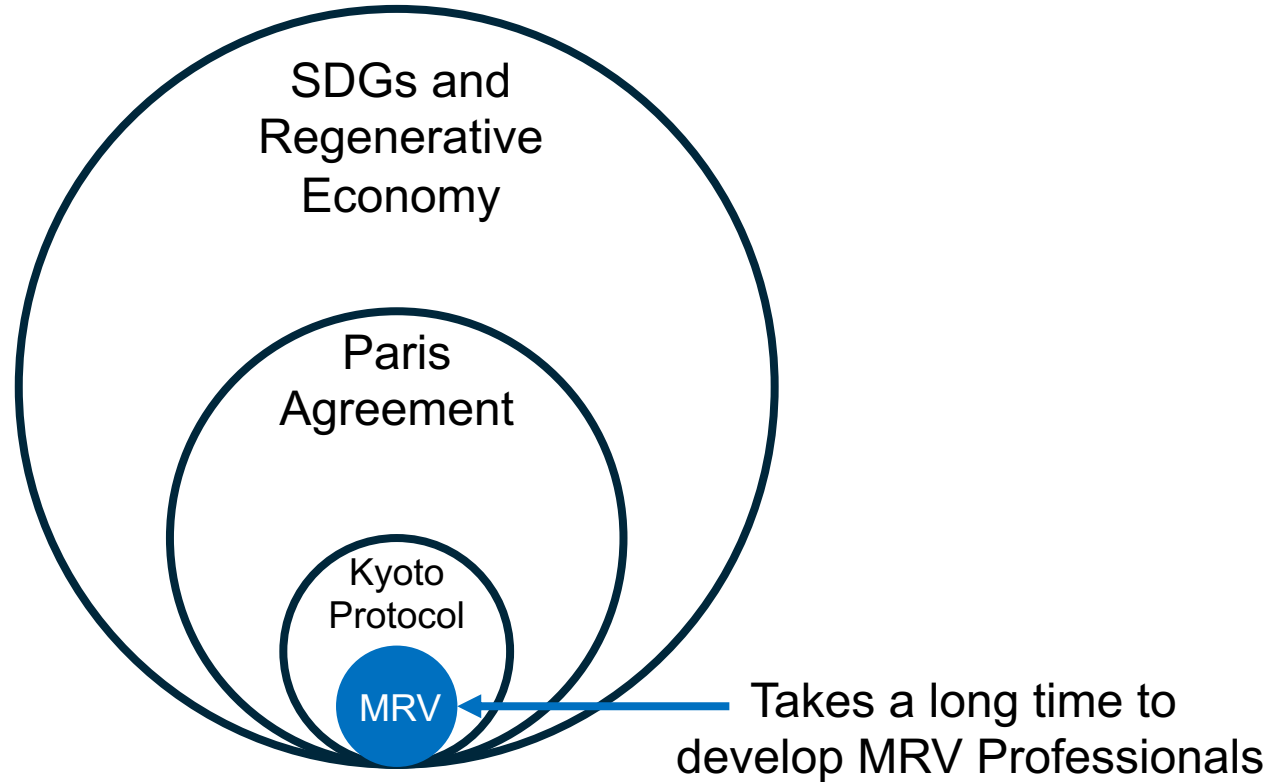 SDGs and
Regenerative
Economy
Paris
Agreement
Kyoto
Protocol
MRV
Takes a long time to
develop MRV Professionals